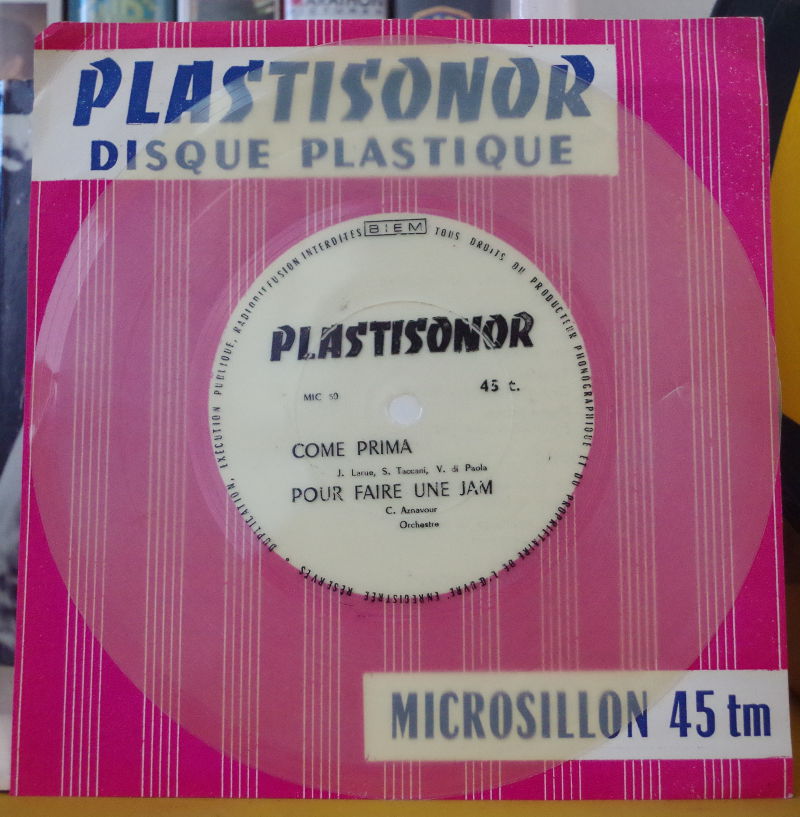 PLASTISONOR
DISQUE PLASTIQUE
BIEM
TOUS DROITS DU PRODUCTEUR PHONOGRAPHIQUE ET DU PROPRIÉTAIRE DE L'ŒUVRE ENREGISTRÉE RÉSERVÉS • DUPLICATION, EXÉCUTION PUBLIQUE, RADIODIFFUSION INTERDITES
PLASTISONOR
MIC 60
45 t.
COME PRIMA
J. Larue, S. Taccani, V. di Paola
POUR FAIRE UNE JAM
C. Aznavour
Orchestre
MICROSILLON 45 tm